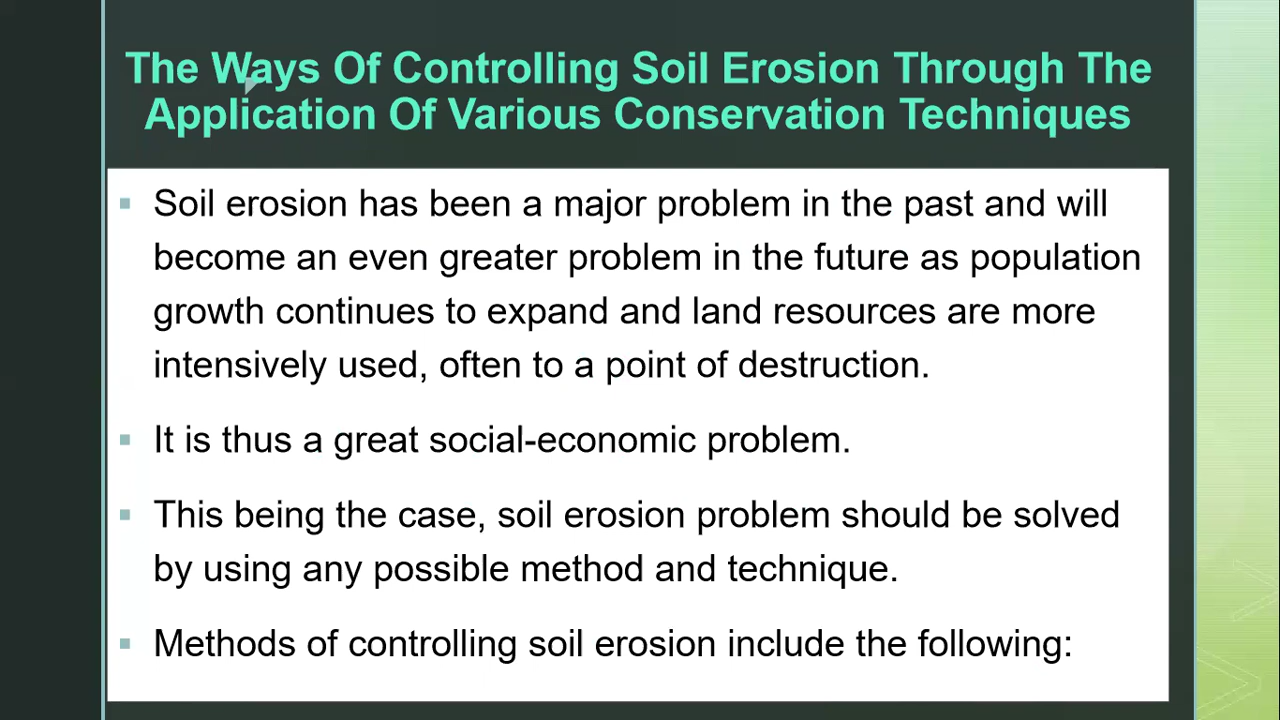 The Ways Of Controlling Soil Erosion Through The
Application Of Various Conservation Techniques
▪ Soil erosion has been a major problem in the past and will
become an even greater problem in the future as population
growth continues to expand and land resources are more
intensively used, often to a point of destruction.
▪ It is thus a great social-economic problem.
▪ This being the case, soil erosion problem should be solved
by using any possible method and technique.
▪ Methods of controlling soil erosion include the following: